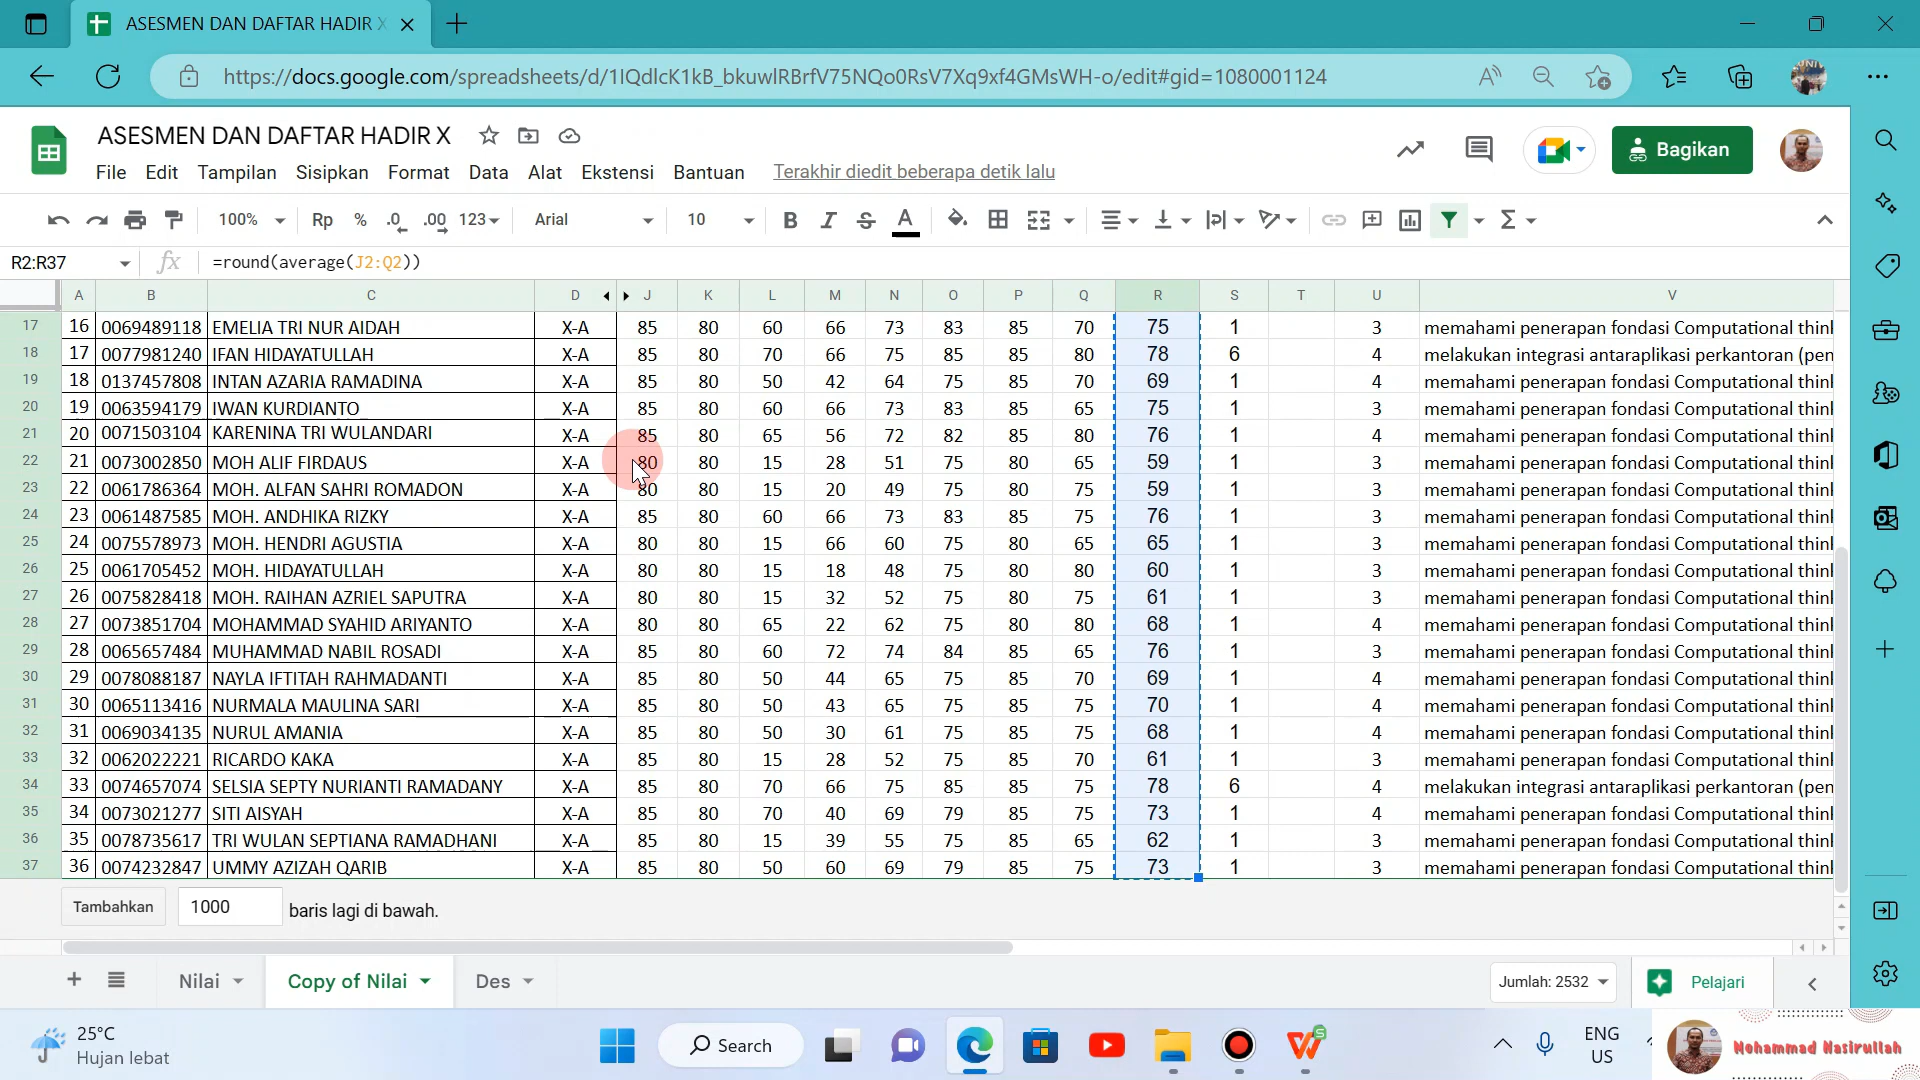 ASESMEN DAN DAFTAR HADIR X
https://docs.google.com/spreadsheets/d/1IQdlcK1kB_bkuwlRBrfV75NQo0RsV7Xq9xf4GMsWH-o/edit#gid=1080001124
ASESMEN DAN DAFTAR HADIR X
Bagikan
File Edit Tampilan Sisipkan Format Data Alat Ekstensi Bantuan Terakhir diedit beberapa detik lalu
100% Rp % .0 .00 123 Arial 10 B I S A
R2:R37 fx =round(average(J2:Q2))
A B C D J K L M N O P Q R S T U V
17 16 0069489118 EMELIA TRI NUR AIDAH X-A 85 80 60 66 73 83 85 70 75 1 3 memahami penerapan fondasi Computational think
18 17 0077981240 IFAN HIDAYATULLAH X-A 85 80 70 66 75 85 85 80 78 6 4 melakukan integrasi antaraplikasi perkantoran (pen
19 18 0137457808 INTAN AZARIA RAMADINA X-A 85 80 50 42 64 75 85 70 69 1 4 memahami penerapan fondasi Computational think
20 19 0063594179 IWAN KURDIANTO X-A 85 80 60 66 73 83 85 65 75 1 3 memahami penerapan fondasi Computational think
21 20 0071503104 KARENINA TRI WULANDARI X-A 85 80 65 56 72 82 85 80 76 1 4 memahami penerapan fondasi Computational think
22 21 0073002850 MOH ALIF FIRDAUS X-A 80 80 15 28 51 75 80 65 59 1 3 memahami penerapan fondasi Computational think
23 22 0061786364 MOH. ALFAN SAHRI ROMADON X-A 80 80 15 20 49 75 80 75 59 1 3 memahami penerapan fondasi Computational think
24 23 0061487585 MOH. ANDHIKA RIZKY X-A 85 80 60 66 73 83 85 75 76 1 3 memahami penerapan fondasi Computational think
25 24 0075578973 MOH. HENDRI AGUSTIA X-A 80 80 15 66 60 75 80 65 65 1 3 memahami penerapan fondasi Computational think
26 25 0061705452 MOH. HIDAYATULLAH X-A 80 80 15 18 48 75 80 80 60 1 3 memahami penerapan fondasi Computational think
27 26 0075828418 MOH. RAIHAN AZRIEL SAPUTRA X-A 80 80 15 32 52 75 80 75 61 1 3 memahami penerapan fondasi Computational think
28 27 0073851704 MOHAMMAD SYAHID ARIYANTO X-A 80 80 65 22 62 75 80 80 68 1 4 memahami penerapan fondasi Computational think
29 28 0065657484 MUHAMMAD NABIL ROSADI X-A 85 80 60 72 74 84 85 65 76 1 3 memahami penerapan fondasi Computational think
30 29 0078088187 NAYLA IFTITAH RAHMADANTI X-A 85 80 50 44 65 75 85 70 69 1 4 memahami penerapan fondasi Computational think
31 30 0065113416 NURMALA MAULINA SARI X-A 85 80 50 43 65 75 85 75 70 1 4 memahami penerapan fondasi Computational think
32 31 0069034135 NURUL AMANIA X-A 85 80 50 30 61 75 85 75 68 1 4 memahami penerapan fondasi Computational think
33 32 0062022221 RICARDO KAKA X-A 85 80 15 28 52 75 85 70 61 1 3 memahami penerapan fondasi Computational think
34 33 0074657074 SELSIA SEPTY NURIANTI RAMADANY X-A 85 80 70 66 75 85 85 75 78 6 4 melakukan integrasi antaraplikasi perkantoran (pen
35 34 0073021277 SITI AISYAH X-A 85 80 70 40 69 79 85 75 73 1 4 memahami penerapan fondasi Computational think
36 35 0078735617 TRI WULAN SEPTIANA RAMADHANI X-A 85 80 15 39 55 75 85 65 62 1 3 memahami penerapan fondasi Computational think
37 36 0074232847 UMMY AZIZAH QARIB X-A 85 80 50 60 69 79 85 75 73 1 3 memahami penerapan fondasi Computational think
Tambahkan 1000 baris lagi di bawah.
Nilai Copy of Nilai Des Jumlah: 2532 Pelajari
25°C
Hujan lebat
Search
ENG
US
Mohammad Nasirullah